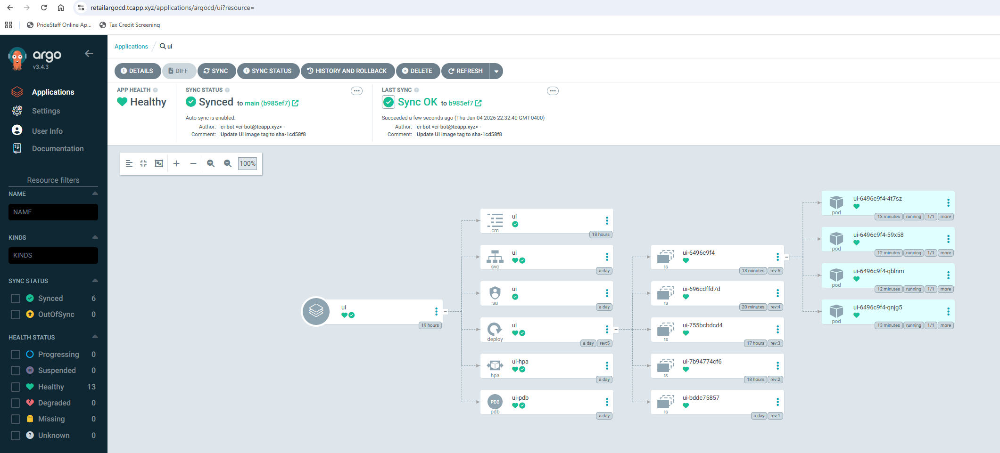 retailargocd.tcapp.xyz/applications/argocd/ui?resource=
PrideStaff Online Ap... Tax Credit Screening
argo
v3.4.3
Applications
Settings
User Info
Documentation
Resource filters
NAME
NAME
KINDS
KINDS
SYNC STATUS
Synced 6
OutOfSync 0
HEALTH STATUS
Progressing 0
Suspended 0
Healthy 13
Degraded 0
Missing 0
Unknown 0
Applications / ui
DETAILS DIFF SYNC SYNC STATUS HISTORY AND ROLLBACK DELETE REFRESH
APP HEALTH
Healthy
SYNC STATUS
Synced to main (b985ef7)
Auto sync is enabled.
Author: ci-bot <ci-bot@tcapp.xyz> -
Comment: Update UI image tag to sha-1cd58f8
LAST SYNC
Sync OK to b985ef7
Succeeded a few seconds ago (Thu Jun 04 2026 22:32:40 GMT-0400)
Author: ci-bot <ci-bot@tcapp.xyz> -
Comment: Update UI image tag to sha-1cd58f8
100%
ui
19 hours
ui
cm
18 hours
ui
svc
a day
ui
sa
a day
ui
deploy
a day rev:5
ui-hpa
hpa
a day
ui-pdb
PDB
pdb
a day
ui-6496c9f4
rs
13 minutes rev:5
ui-696cdffd7d
rs
20 minutes rev:4
ui-755bcbdcd4
rs
17 hours rev:3
ui-7b94774cf6
rs
18 hours rev:2
ui-bddc75857
rs
a day rev:1
ui-6496c9f4-4t7sz
pod
13 minutes running 1/1 more
ui-6496c9f4-59x58
pod
12 minutes running 1/1 more
ui-6496c9f4-qblnm
pod
12 minutes running 1/1 more
ui-6496c9f4-qnjg5
pod
13 minutes running 1/1 more